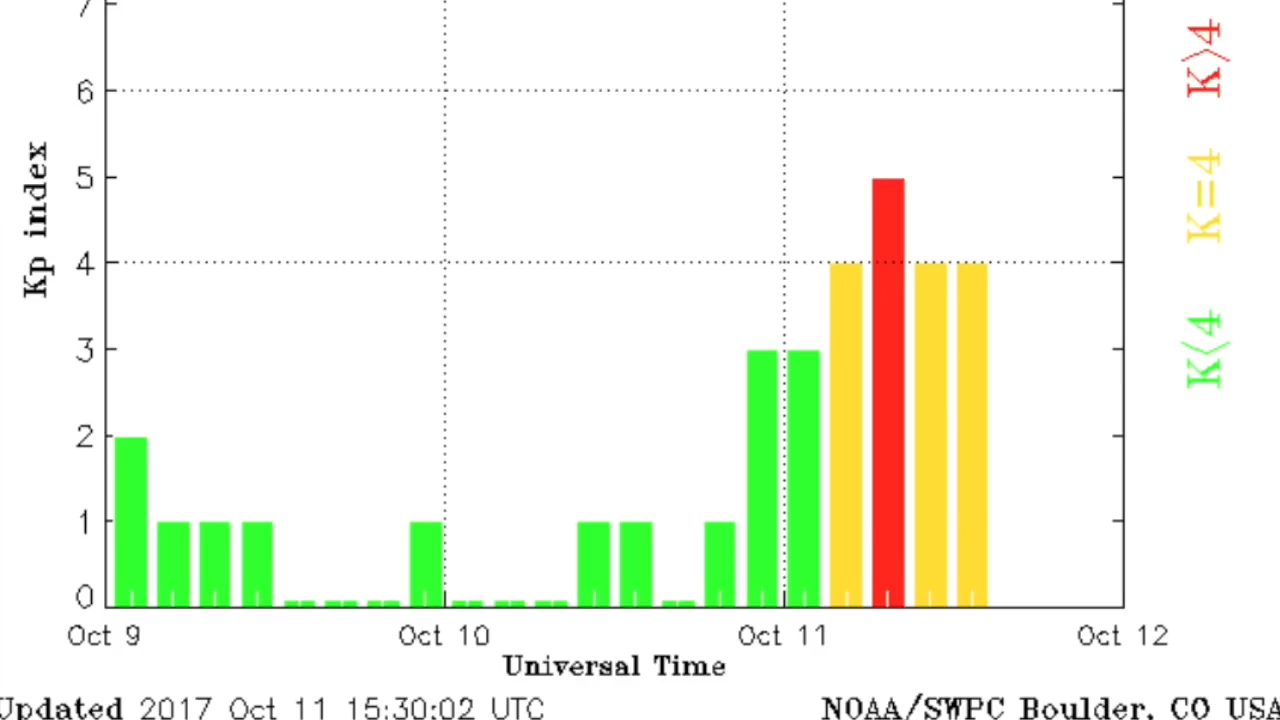 7
6
5
4
3
2
1
0
Kp index
K>4
K=4
K<4
Oct 9 Oct 10 Oct 11 Oct 12
Universal Time
Updated 2017 Oct 11 15:30:02 UTC
NOAA/SWPC Boulder, CO USA